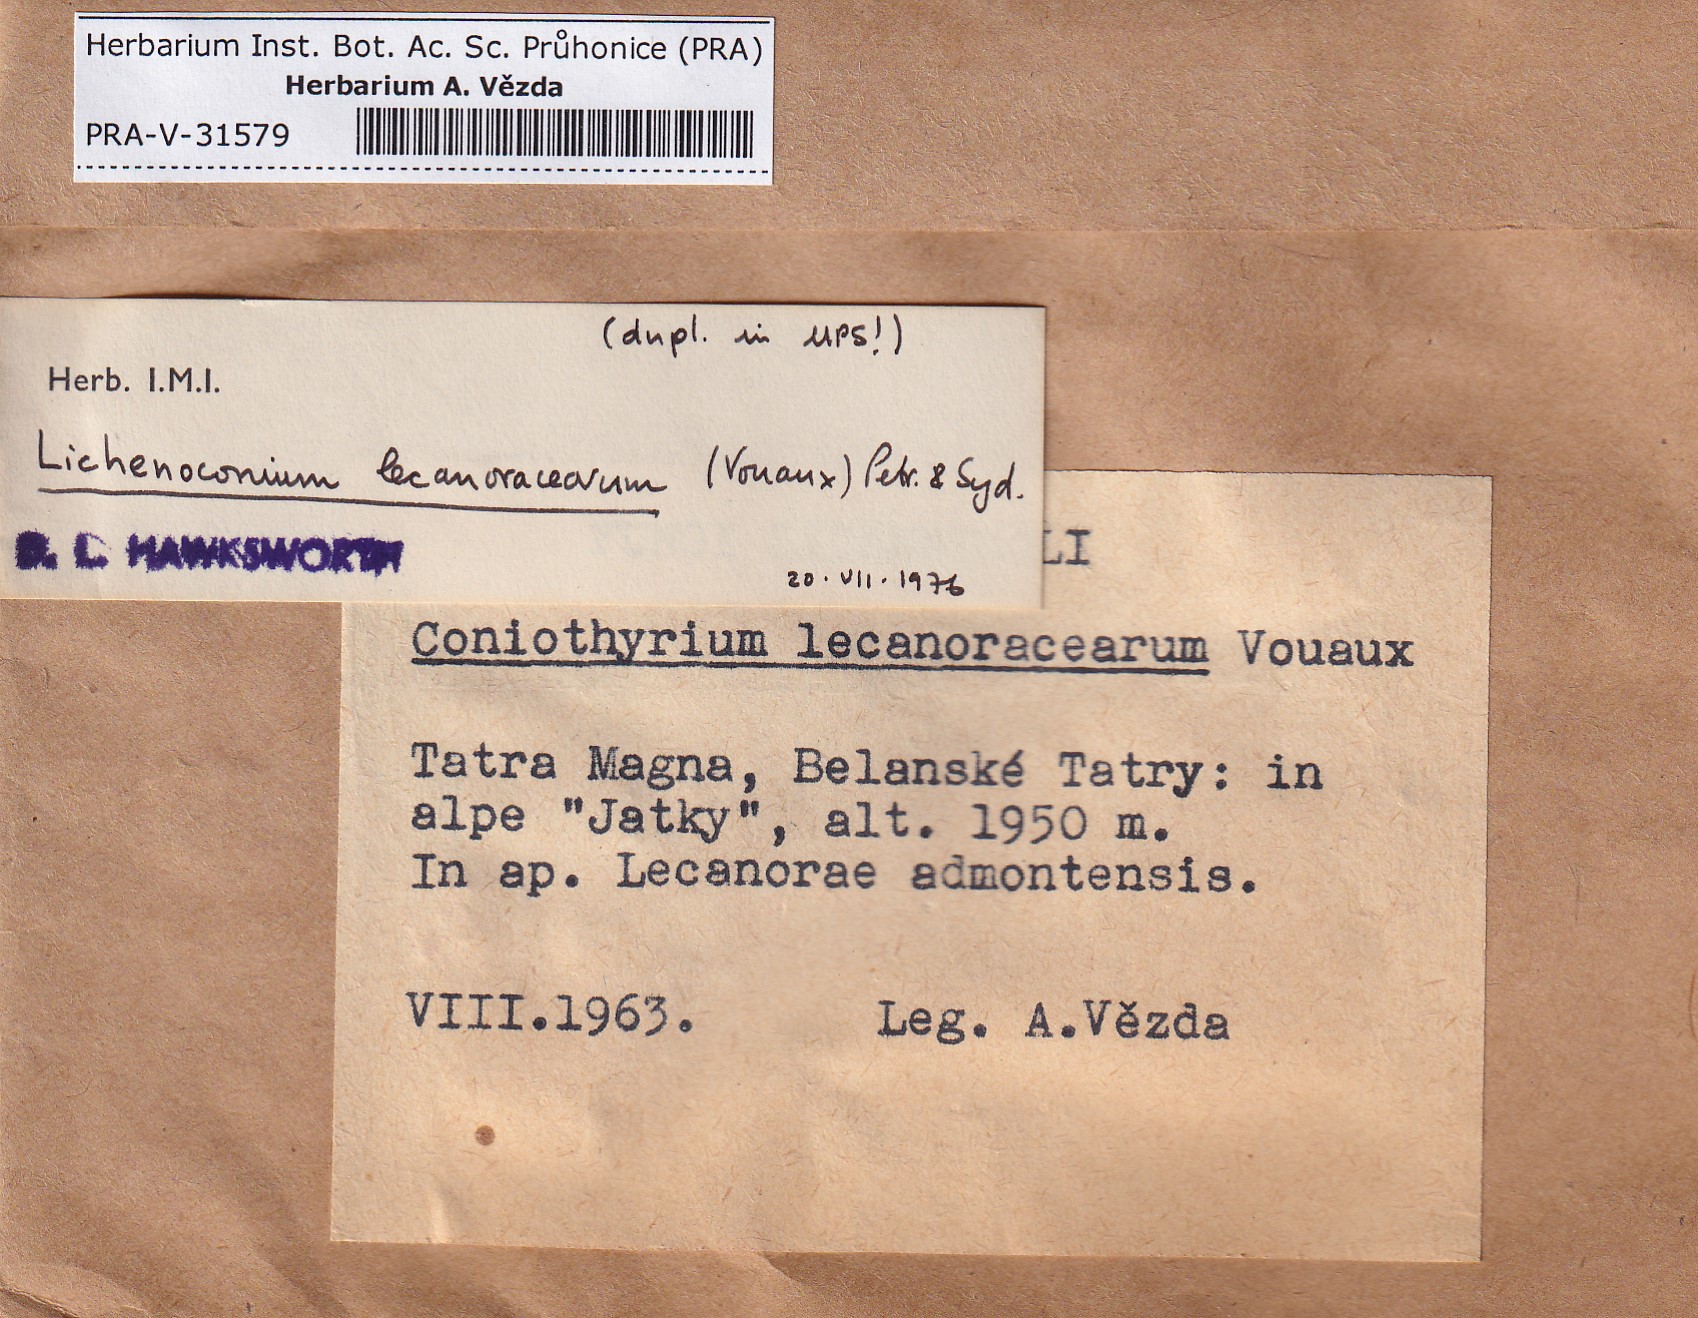 Herbarium Inst. Bot. Ac. Sc. Průhonice (PRA)
Herbarium A. Vězda
PRA-V-31579
(dupl. in UPS!)
Herb. I.M.I.
Lichenoconium lecanoracearum (Vouaux) Petr. & Syd.
D. L. HAWKSWORTH
20.VII.1976
LI
Coniothyrium lecanoracearum Vouaux
Tatra Magna, Belanské Tatry: in
alpe "Jatky", alt. 1950 m.
In ap. Lecanorae admontensis.
VIII.1963. Leg. A.Vězda